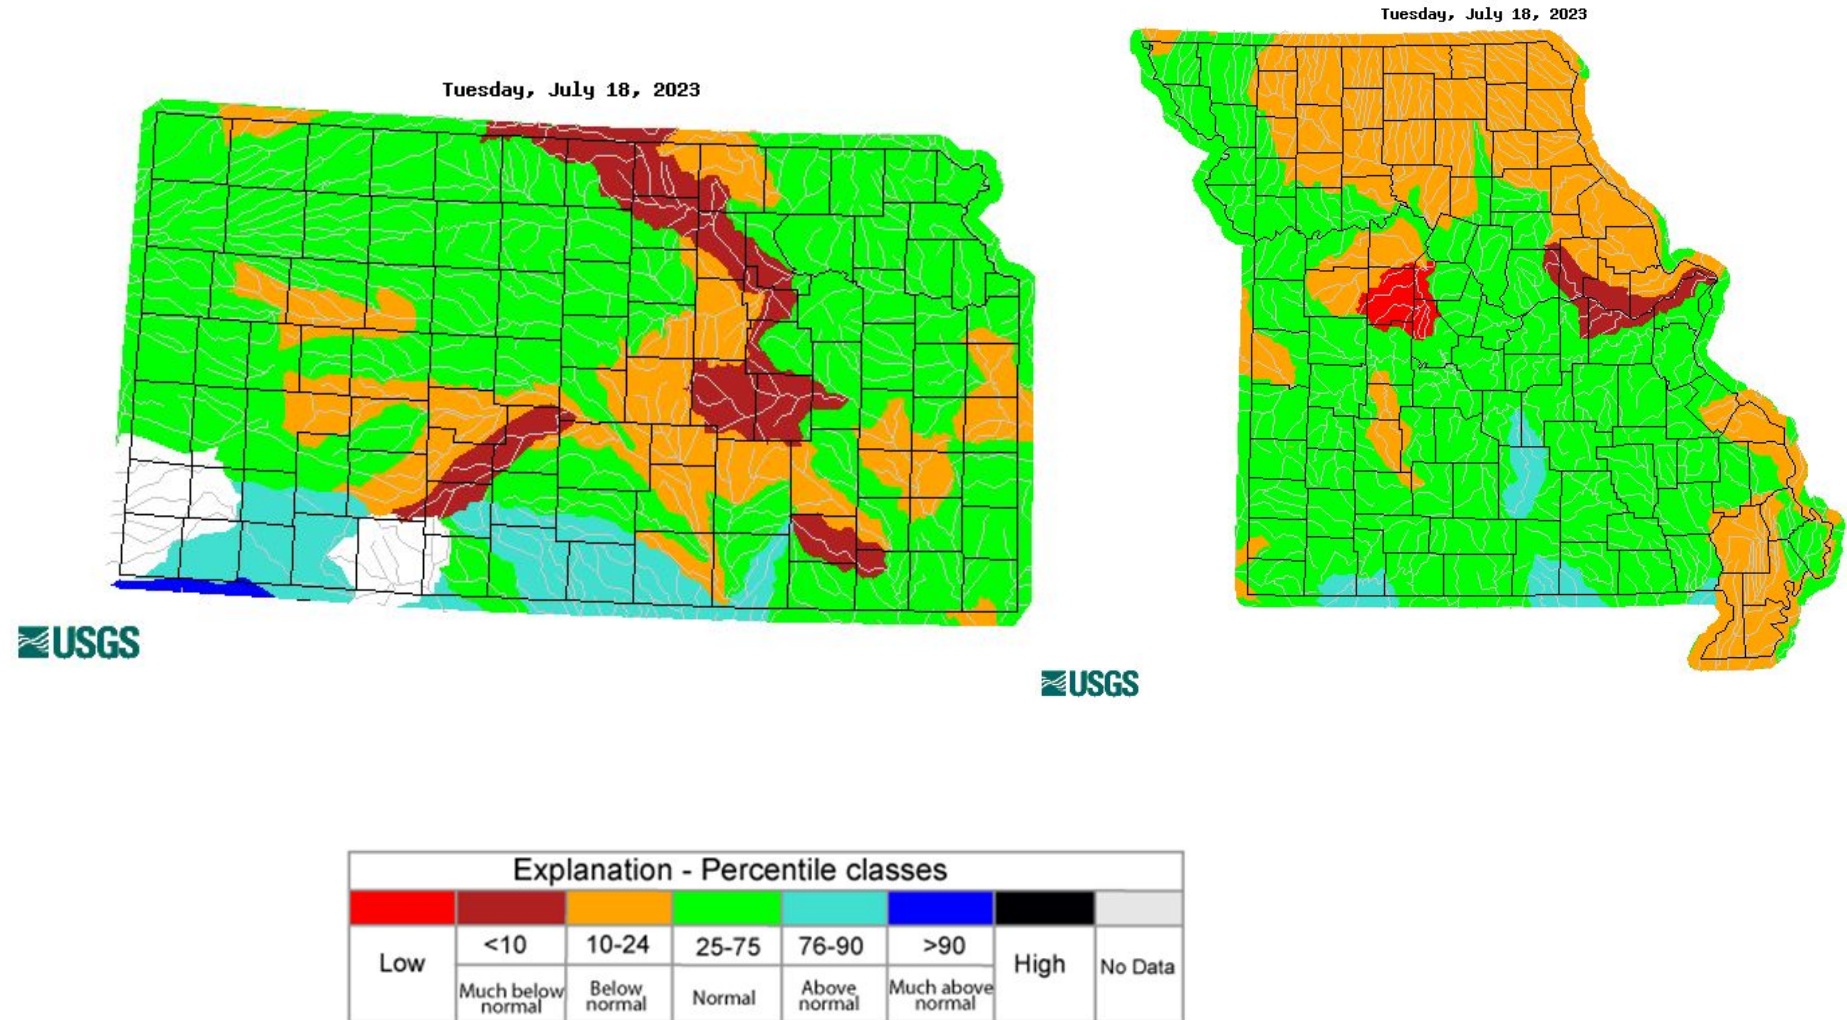 Tuesday, July 18, 2023
Tuesday, July 18, 2023
USGS
USGS
Explanation - Percentile classes
<10 10-24 25-75 76-90 >90
Low High No Data
Much below normal Below normal Normal Above normal Much above normal